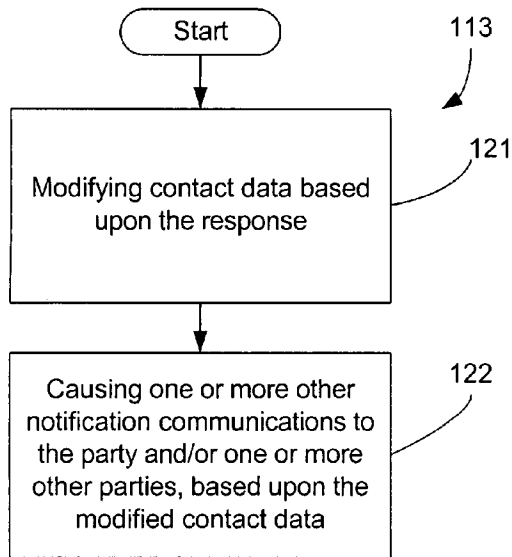 Start
113
121
Modifying contact data based
upon the response
122
Causing one or more other
notification communications to
the party and/or one or more
other parties, based upon the
modified contact data